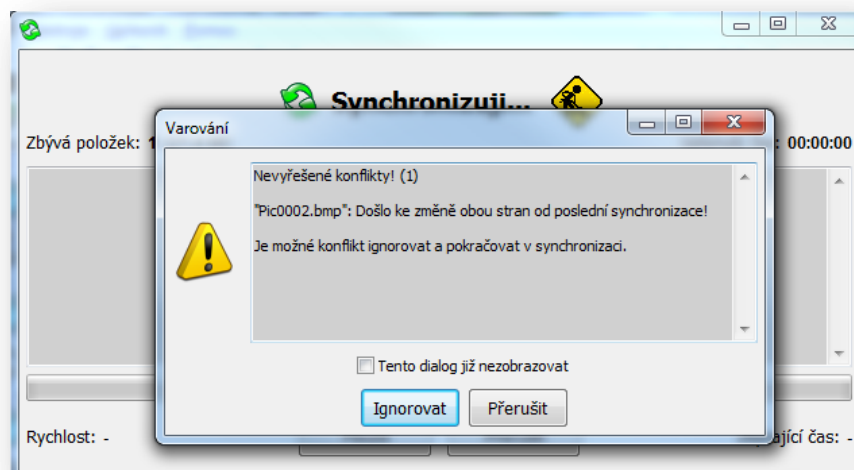 Synchronizuji...
Zbývá položek: 1
: 00:00:00
Varování
Nevyřešené konflikty! (1)
"Pic0002.bmp": Došlo ke změně obou stran od poslední synchronizace!
Je možné konflikt ignorovat a pokračovat v synchronizaci.
Tento dialog již nezobrazovat
Ignorovat
Přerušit
Rychlost: -
čas: -